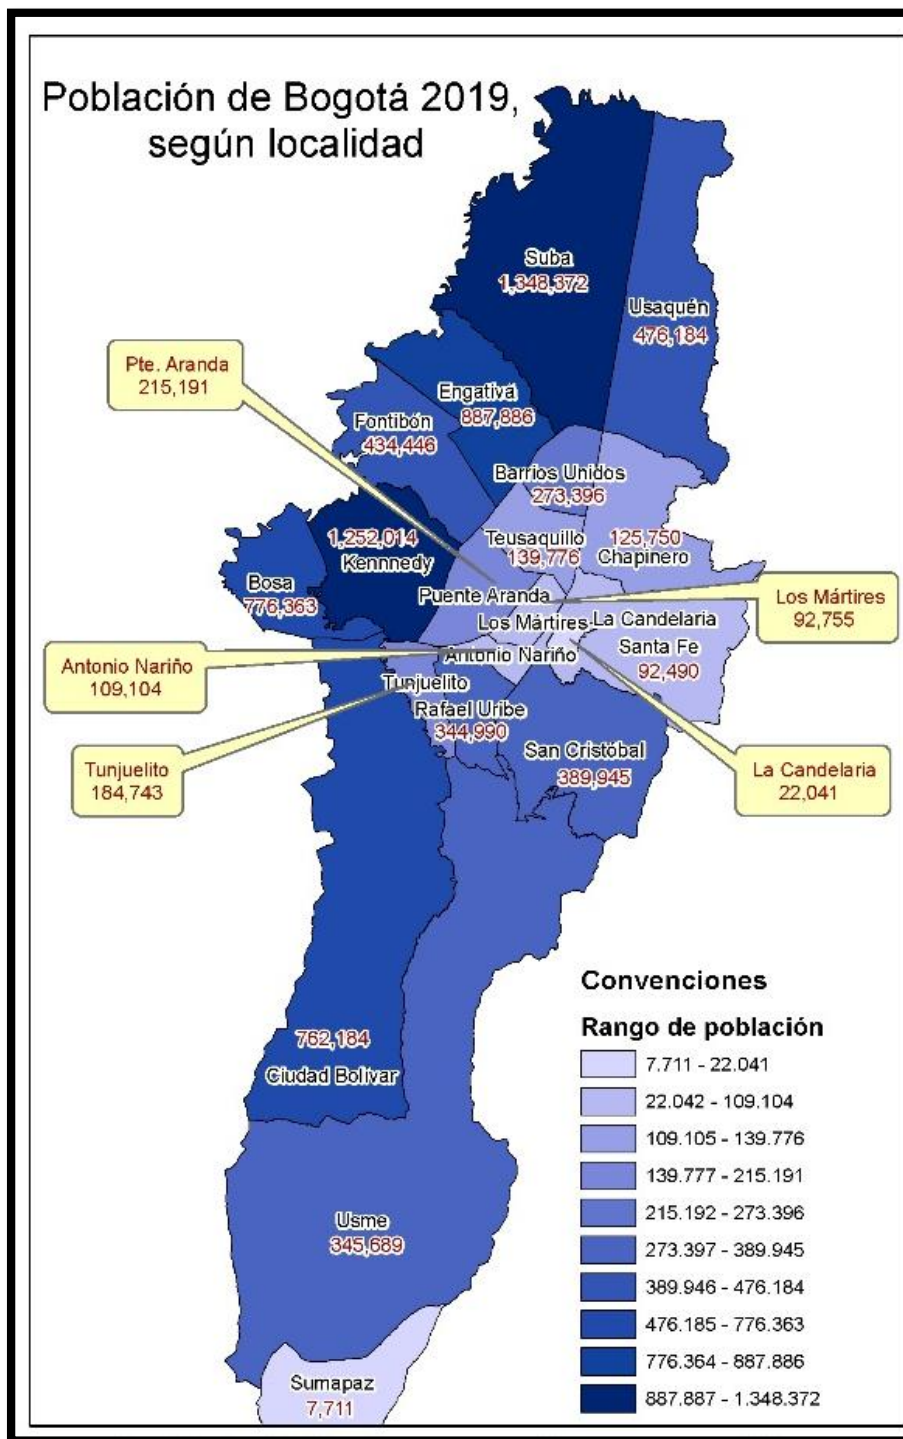 Población de Bogotá 2019,
según localidad
Suba
1,348,372
Usaquén
476,184
Pte. Aranda
215,191
Engativá
887,886
Fontibón
434,446
Barrios Unidos
273,396
Teusaquillo
139,776
125,750
Chapinero
1,252,014
Kennnedy
Bosa
776,363
Puente Aranda
Los Mártires
92,755
Los Mártires
La Candelaria
Santa Fe
92,490
Antonio Nariño
109,104
Antonio Nariño
Tunjuelito
Rafael Uribe
344,990
San Cristóbal
389,945
Tunjuelito
184,743
La Candelaria
22,041
762,184
Ciudad Bolívar
Usme
345,689
Sumapaz
7,711
Convenciones
Rango de población
7.711 - 22.041
22.042 - 109.104
109.105 - 139.776
139.777 - 215.191
215.192 - 273.396
273.397 - 389.945
389.946 - 476.184
476.185 - 776.363
776.364 - 887.886
887.887 - 1.348.372